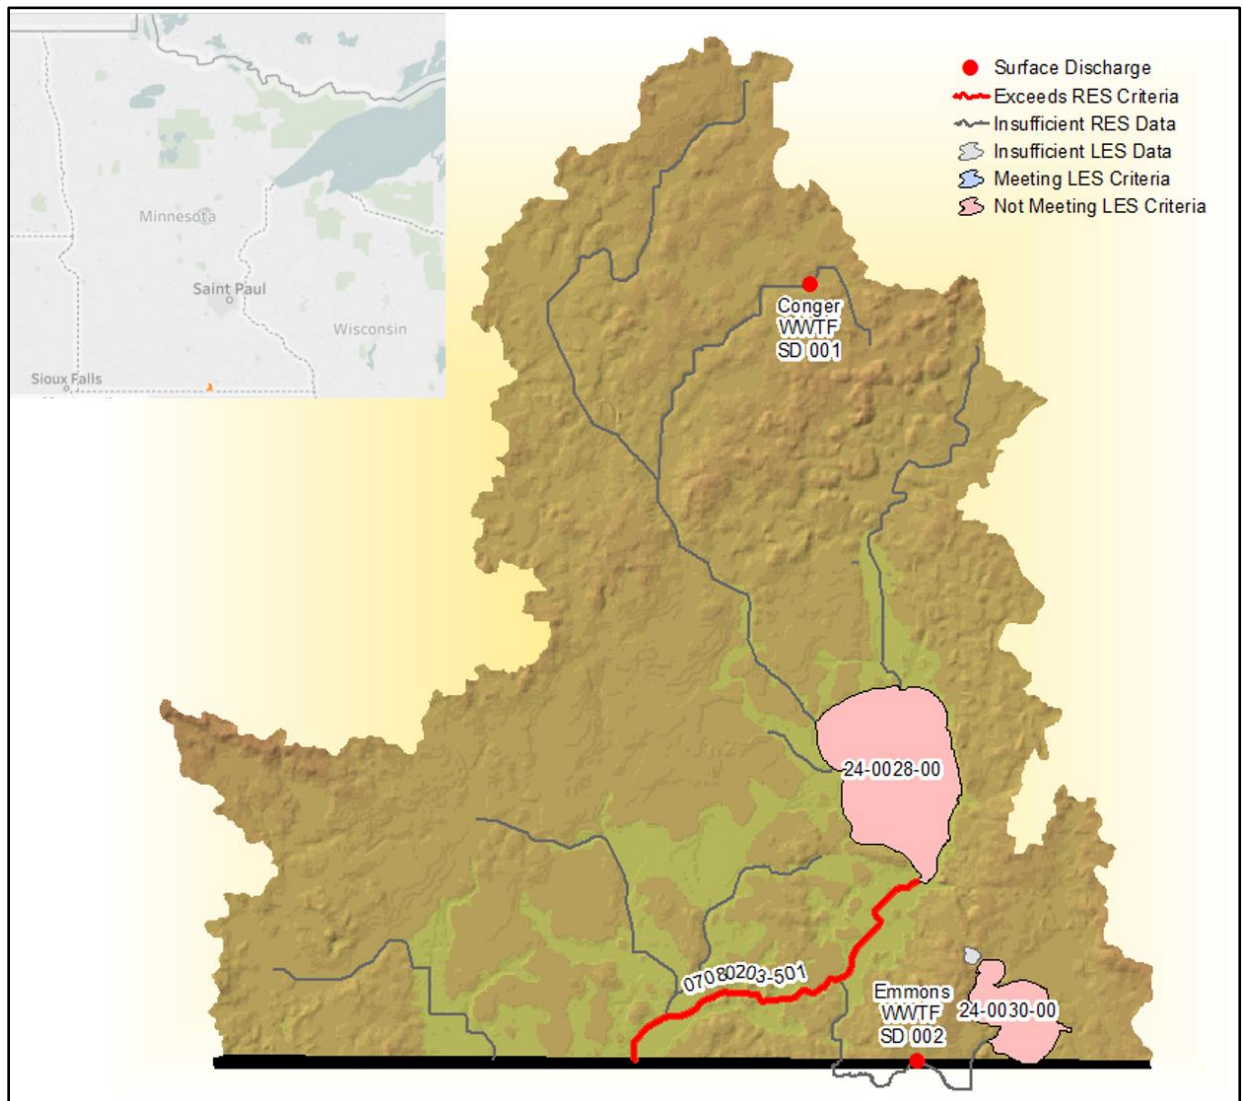 Minnesota
Saint Paul
Wisconsin
Sioux Falls
Surface Discharge
Exceeds RES Criteria
Insufficient RES Data
Insufficient LES Data
Meeting LES Criteria
Not Meeting LES Criteria
Conger
WWTF
SD 001
24-0028-00
07080203-501
Emmons
WWTF
SD 002
24-0030-00